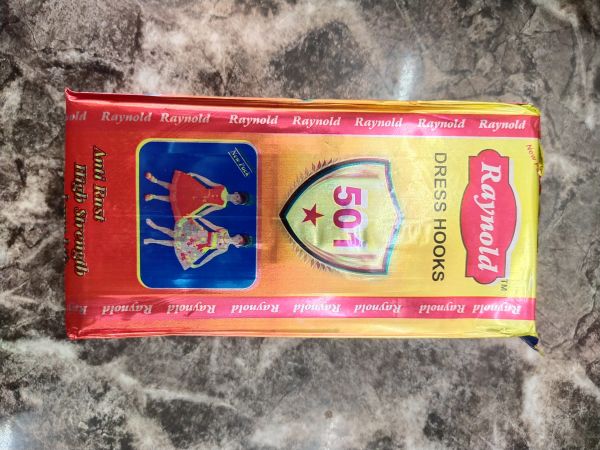 Raynold Raynold Raynold Raynold Raynold Raynold Raynold
New
Raynold TM
DRESS HOOKS
501
New Look
Anti Rust
High Strength
Raynold Raynold Raynold Raynold Raynold Raynold Raynold